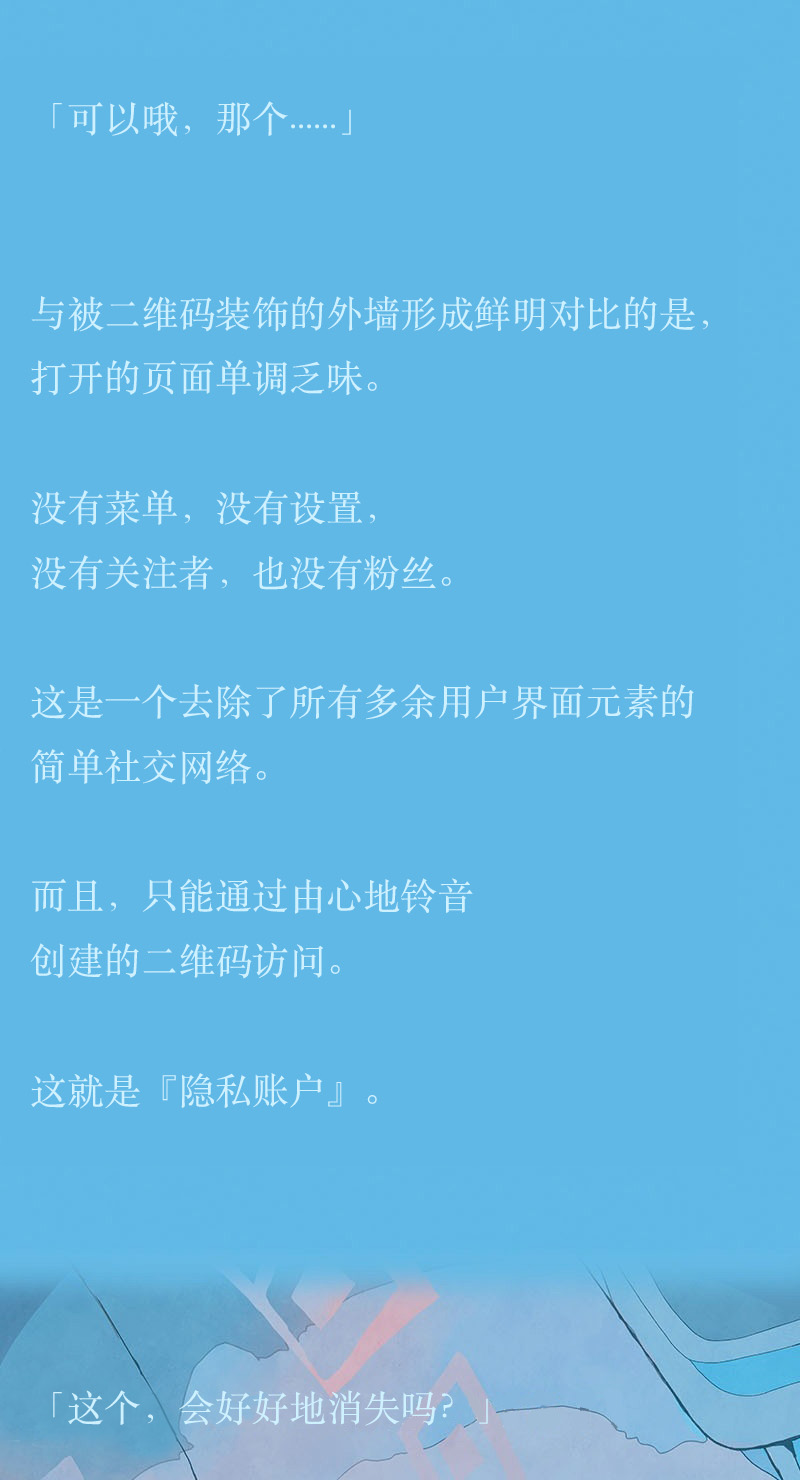 「可以哦，那个……」
与被二维码装饰的外墙形成鲜明对比的是，
打开的页面单调乏味。
没有菜单，没有设置，
没有关注者，也没有粉丝。
这是一个去除了所有多余用户界面元素的
简单社交网络。
而且，只能通过由心地铃音
创建的二维码访问。
这就是『隐私账户』。
「这个，会好好地消失吗？」